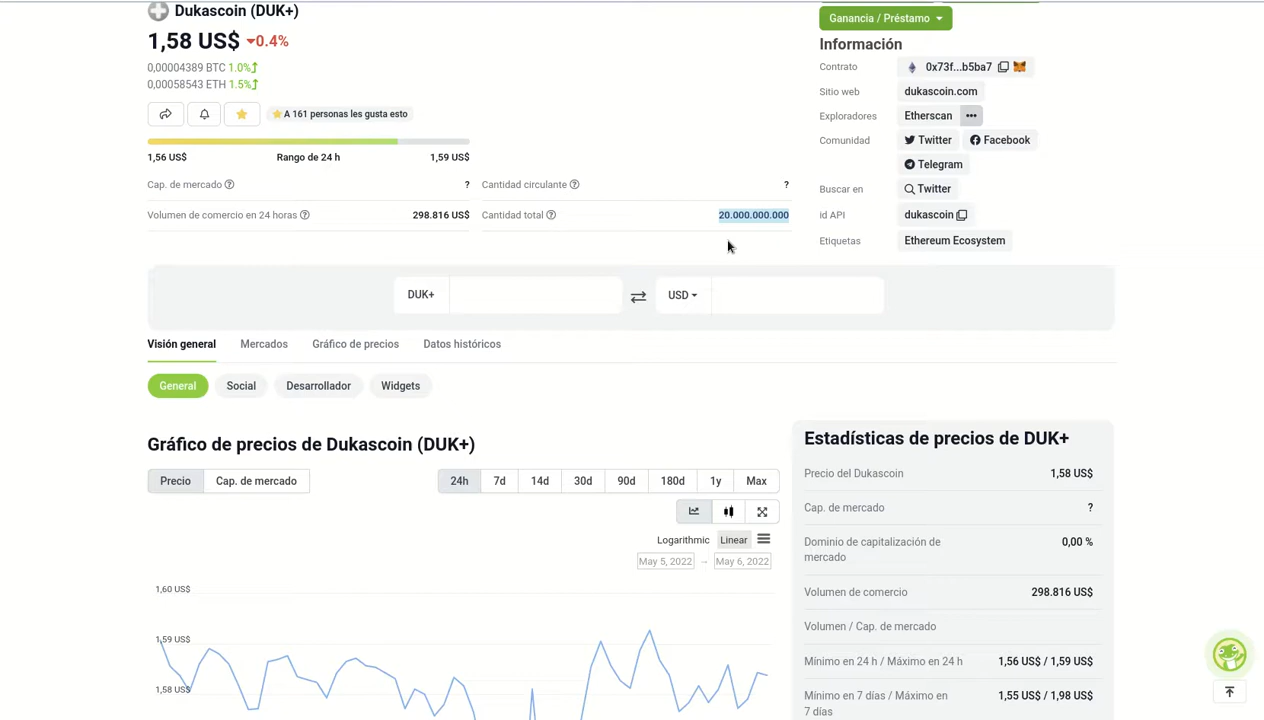 Dukascoin (DUK+)
1,58 US$ 0.4%
0,00004389 BTC 1.0%
0,00058543 ETH 1.5%
A 161 personas les gusta esto
1,56 US$ Rango de 24 h 1,59 US$
Cap. de mercado ? Cantidad circulante ?
Volumen de comercio en 24 horas 298.816 US$ Cantidad total 20.000.000.000
Ganancia / Préstamo
Información
Contrato 0x73f...b5ba7
Sitio web dukascoin.com
Exploradores Etherscan •••
Comunidad Twitter Facebook
Telegram
Buscar en Twitter
id API dukascoin
Etiquetas Ethereum Ecosystem
DUK+ USD
Visión general Mercados Gráfico de precios Datos históricos
General Social Desarrollador Widgets
Gráfico de precios de Dukascoin (DUK+)
Precio Cap. de mercado 24h 7d 14d 30d 90d 180d 1y Max
Logarithmic Linear
May 5, 2022 → May 6, 2022
1,60 US$
1,59 US$
1,58 US$
Estadísticas de precios de DUK+
Precio del Dukascoin 1,58 US$
Cap. de mercado ?
Dominio de capitalización de 0,00 %
mercado
Volumen de comercio 298.816 US$
Volumen / Cap. de mercado
Mínimo en 24 h / Máximo en 24 h 1,56 US$ / 1,59 US$
Mínimo en 7 días / Máximo en 1,55 US$ / 1,98 US$
7 días